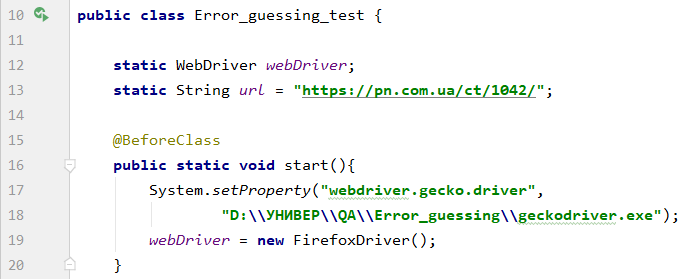 10 public class Error_guessing_test {
11
12 static WebDriver webDriver;
13 static String url = "https://pn.com.ua/ct/1042/";
14
15 @BeforeClass
16 public static void start(){
17 System.setProperty("webdriver.gecko.driver",
18 "D:\\УНИВЕР\\QA\\Error_guessing\\geckodriver.exe");
19 webDriver = new FirefoxDriver();
20 }